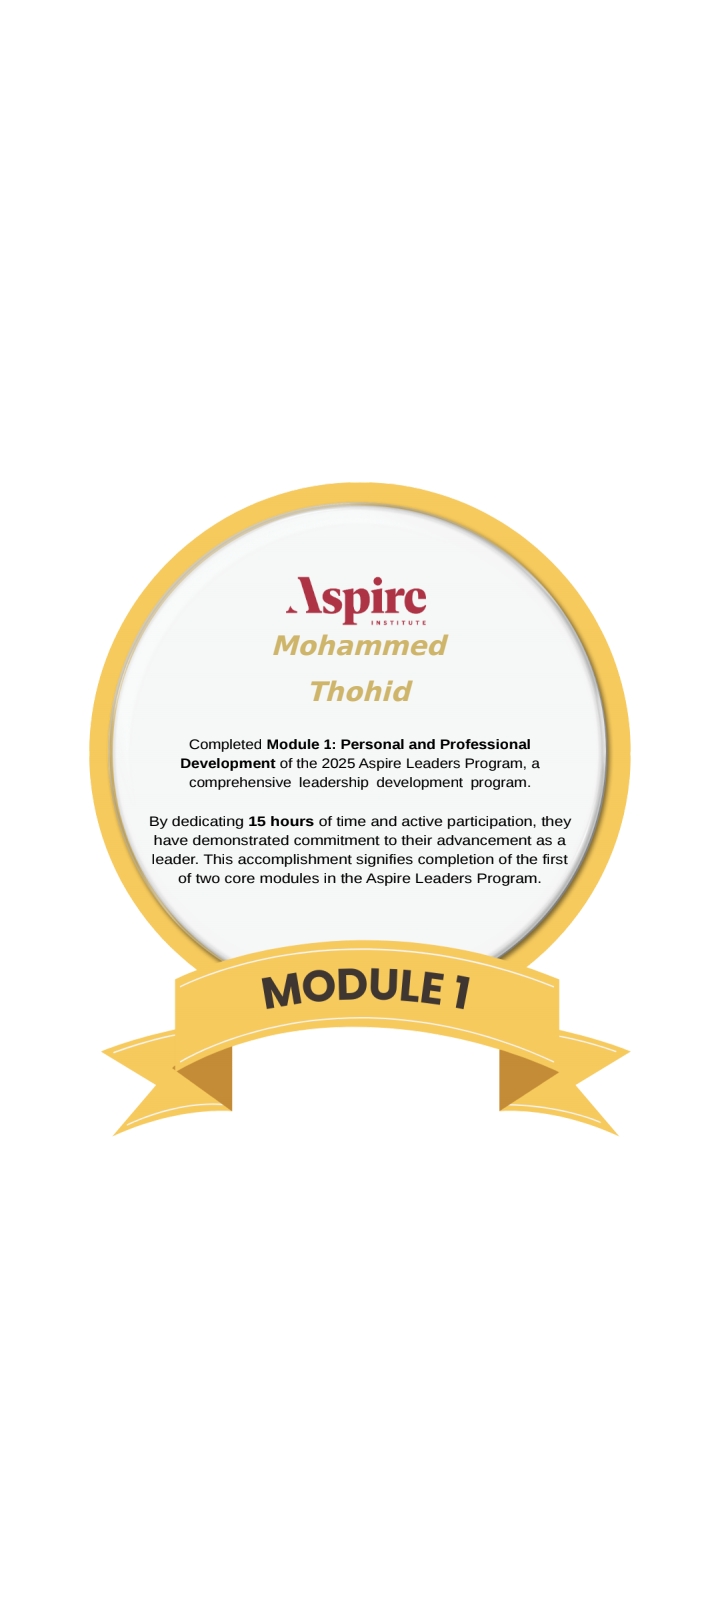 Aspire
INSTITUTE
Mohammed
Thohid
Completed Module 1: Personal and Professional
Development of the 2025 Aspire Leaders Program, a
comprehensive leadership development program.
By dedicating 15 hours of time and active participation, they
have demonstrated commitment to their advancement as a
leader. This accomplishment signifies completion of the first
of two core modules in the Aspire Leaders Program.
MODULE 1